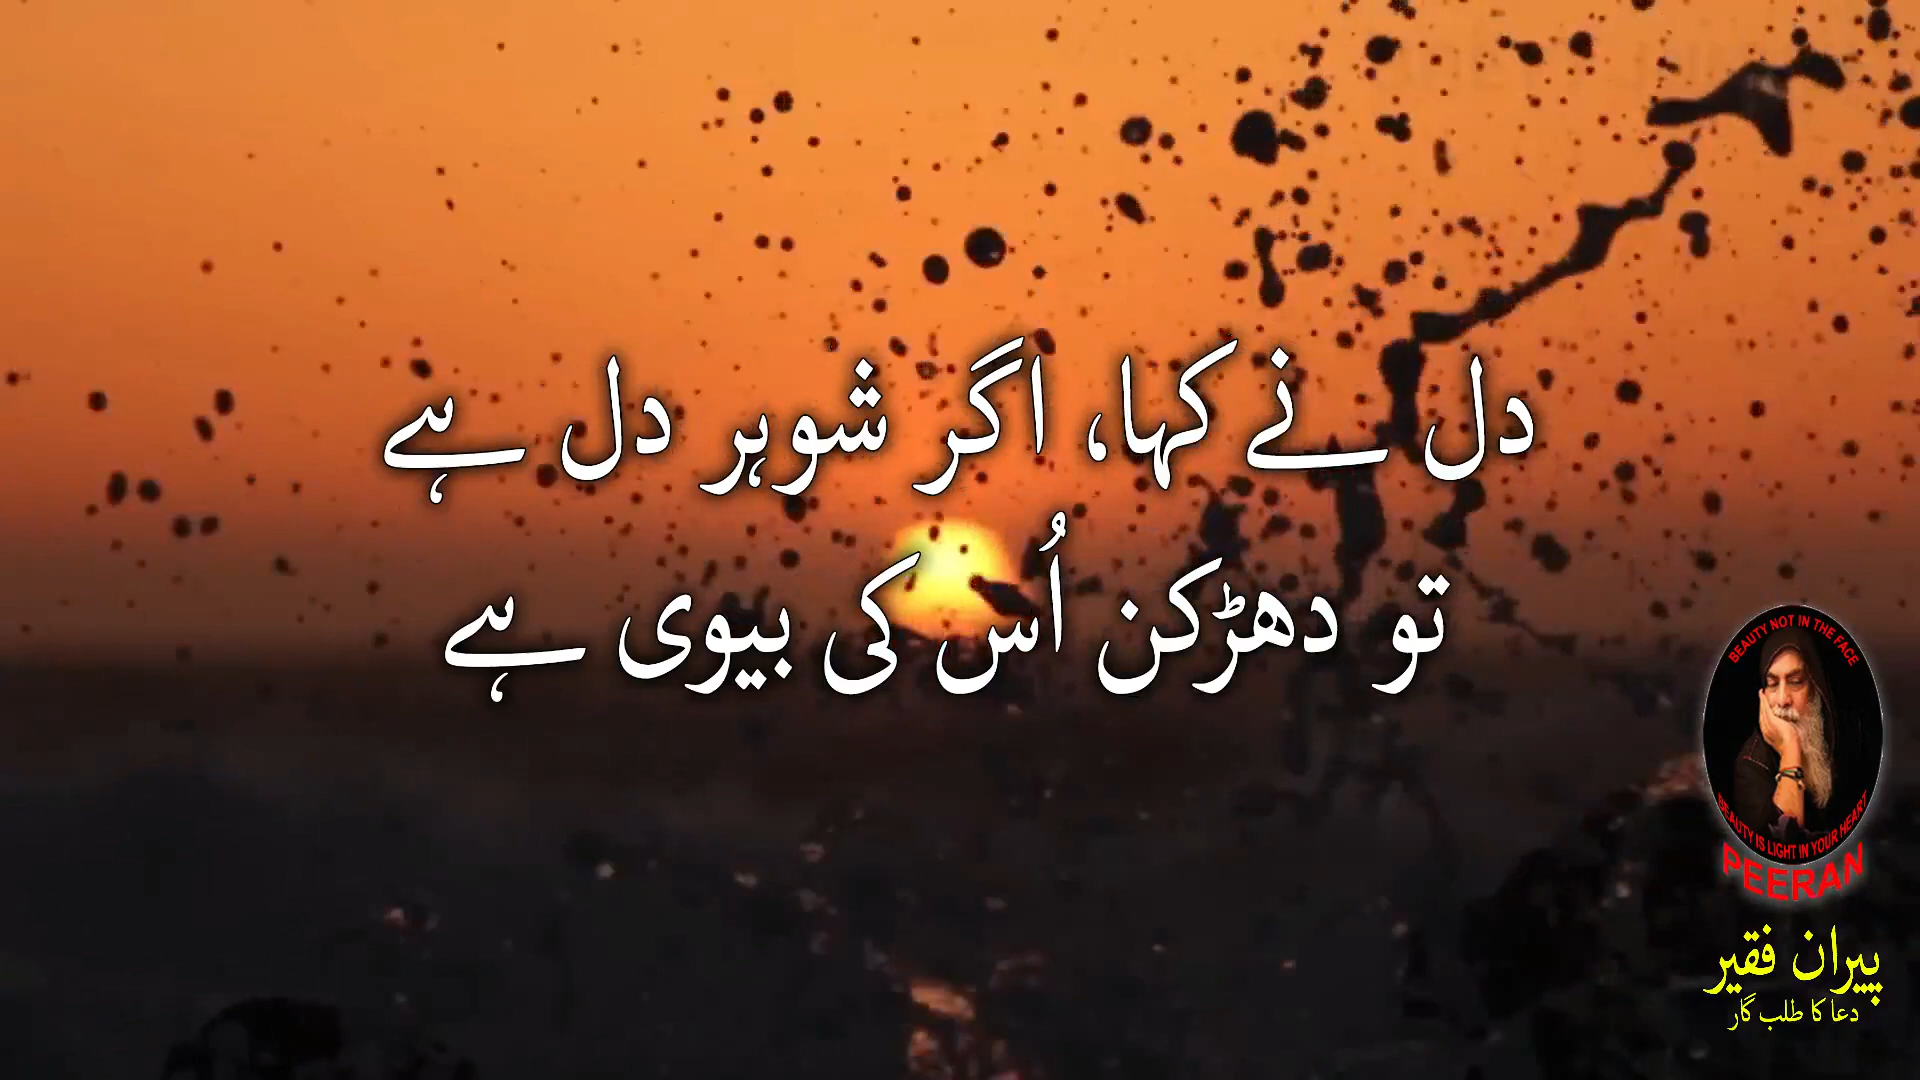 دل نے کہا، اگر شوہر دل ہے
تو دھڑکن اُس کی بیوی ہے
BEAUTY NOT IN THE FACE
BEAUTY IS LIGHT IN YOUR HEART
PEERAN
پیران فقیر
دعا کا طلب گار